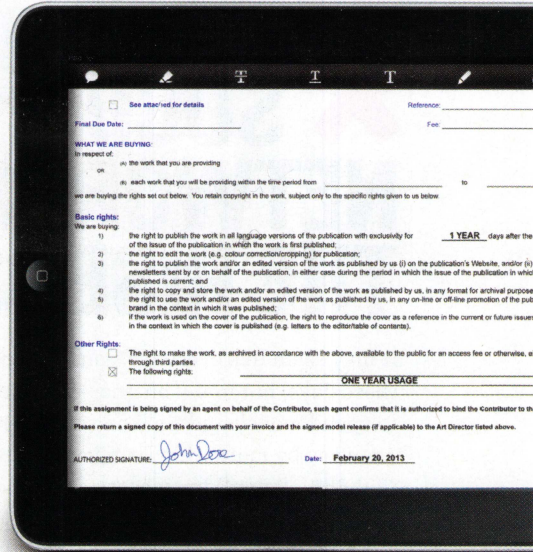 See attached for details Reference:
Final Due Date: Fee:
WHAT WE ARE BUYING:
In respect of:
(A) the work that you are providing
OR
(B) each work that you will be providing within the time period from to
we are buying the rights set out below. You retain copyright in the work, subject only to the specific rights given to us below.
Basic rights:
We are buying:
1) the right to publish the work in all language versions of the publication with exclusivity for 1 YEAR days after the
of the issue of the publication in which the work is first published;
2) the right to edit the work (e.g. colour correction/cropping) for publication;
3) the right to publish the work and/or an edited version of the work as published by us (i) on the publication's Website, and/or (ii)
newsletters sent by or on behalf of the publication, in either case during the period in which the issue of the publication in which
published is current; and
4) the right to copy and store the work and/or an edited version of the work as published by us, in any format for archival purpose
5) the right to use the work and/or an edited version of the work as published by us, in any on-line or off-line promotion of the pub
brand in the context in which it was published;
6) if the work is used on the cover of the publication, the right to reproduce the cover as a reference in the current or future issues
in the context in which the cover is published (e.g. letters to the editor/table of contents).
Other Rights:
The right to make the work, as archived in accordance with the above, available to the public for an access fee or otherwise,
through third parties.
The following rights:
ONE YEAR USAGE
If this assignment is being signed by an agent on behalf of the Contributor, such agent confirms that it is authorized to bind the Contributor to
Please return a signed copy of this document with your invoice and the signed model release (if applicable) to the Art Director listed above.
AUTHORIZED SIGNATURE: John Doe Date: February 20, 2013